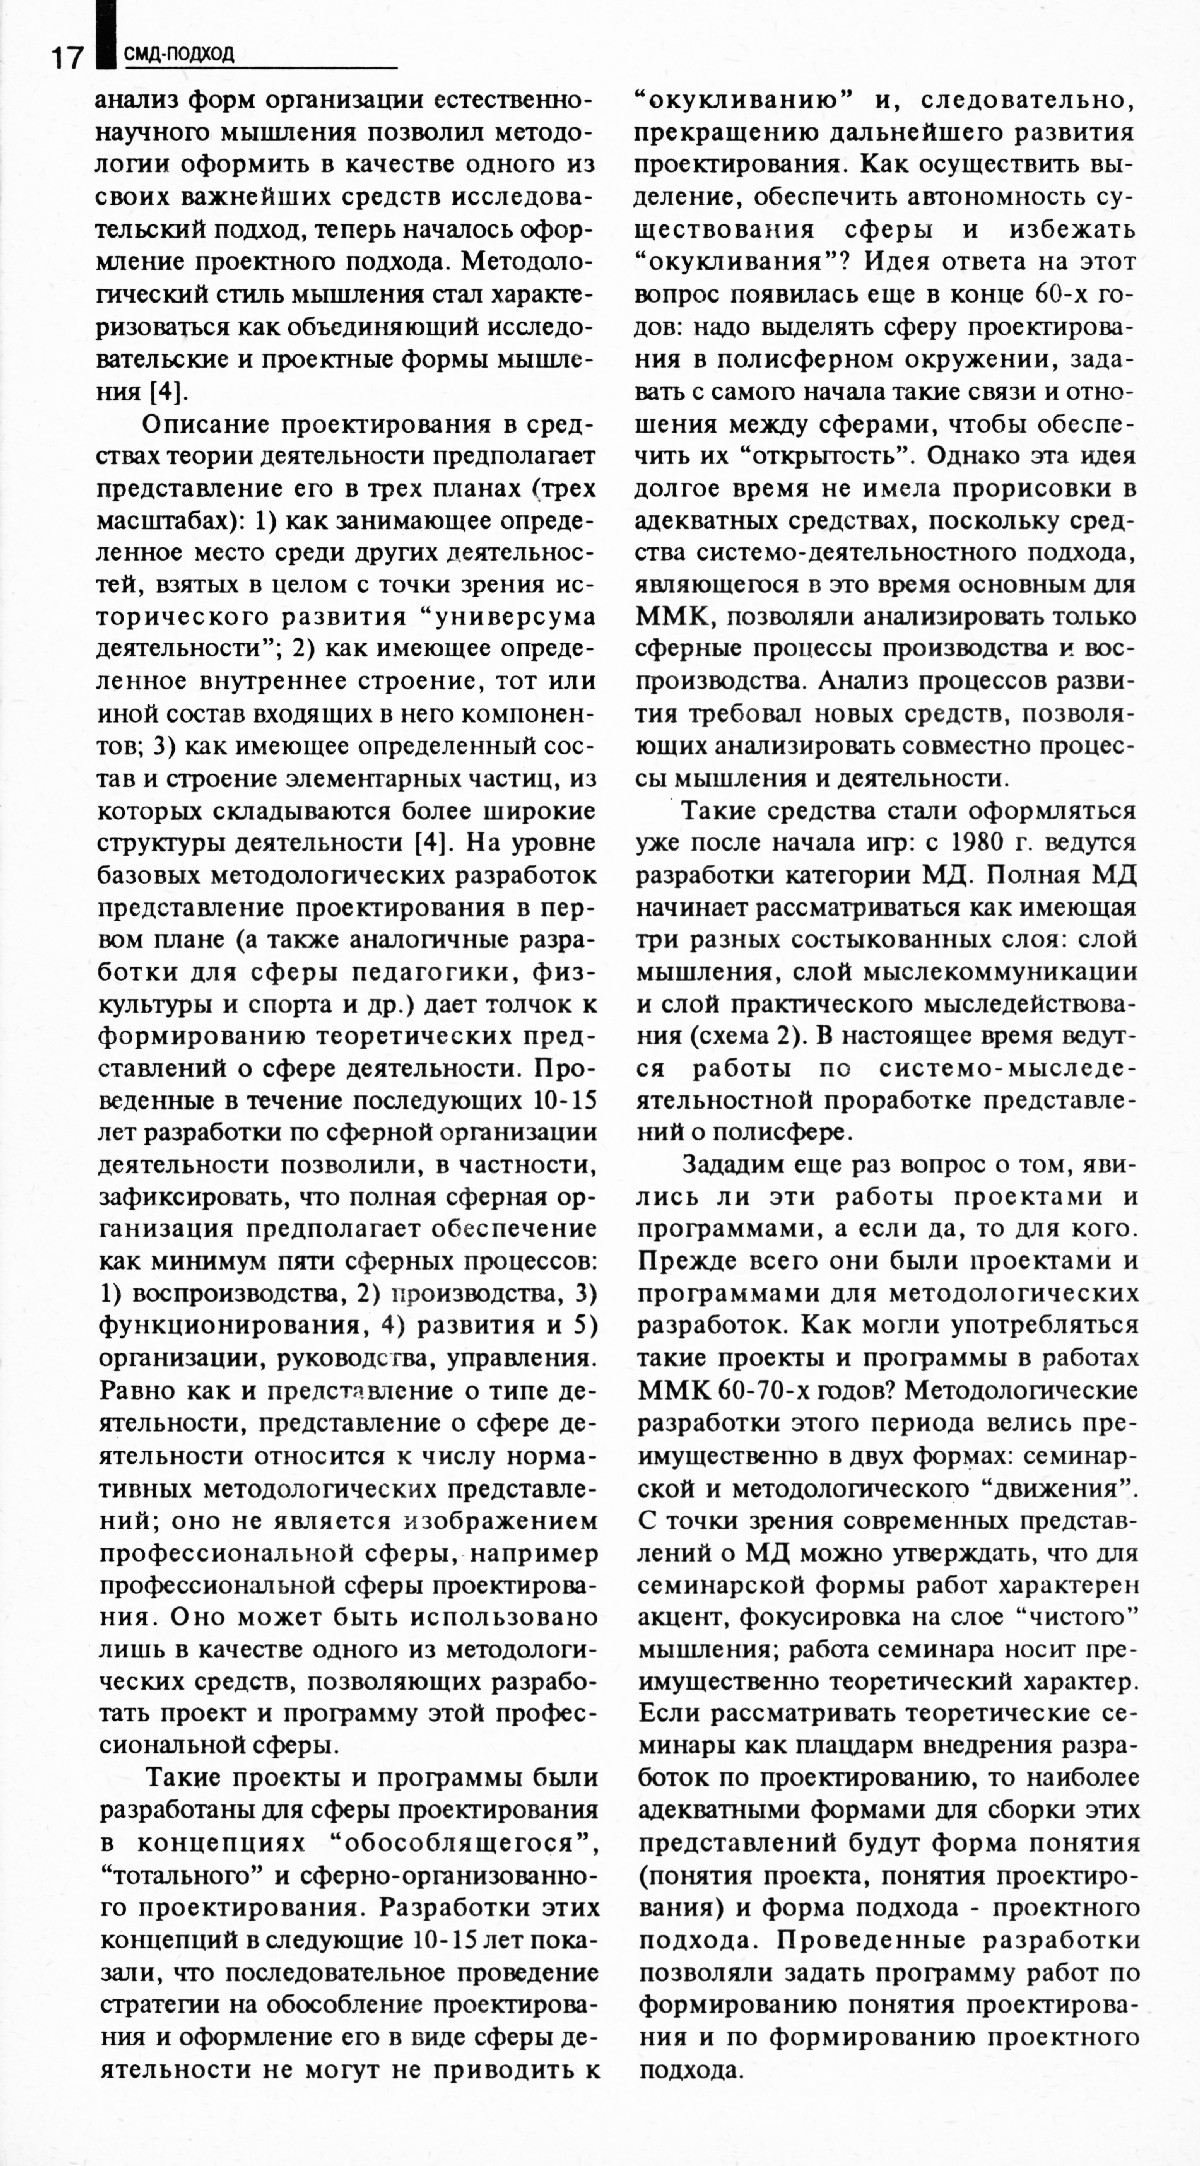 17
СМД-ПОДХОД
анализ форм организации естественно-
научного мышления позволил методо-
логии оформить в качестве одного из
своих важнейших средств исследова-
тельский подход, теперь началось офор-
мление проектного подхода. Методоло-
гический стиль мышления стал характе-
ризоваться как объединяющий исследо-
вательские и проектные формы мышле-
ния [4].
Описание проектирования в сред-
ствах теории деятельности предполагает
представление его в трех планах (трех
масштабах): 1) как занимающее опреде-
ленное место среди других деятельнос-
тей, взятых в целом с точки зрения ис-
торического развития “универсума
деятельности”; 2) как имеющее опреде-
ленное внутреннее строение, тот или
иной состав входящих в него компонен-
тов; 3) как имеющее определенный сос-
тав и строение элементарных частиц, из
которых складываются более широкие
структуры деятельности [4]. На уровне
базовых методологических разработок
представление проектирования в пер-
вом плане (а также аналогичные разра-
ботки для сферы педагогики, физ-
культуры и спорта и др.) дает толчок к
формированию теоретических пред-
ставлений о сфере деятельности. Про-
веденные в течение последующих 10-15
лет разработки по сферной организации
деятельности позволили, в частности,
зафиксировать, что полная сферная ор-
ганизация предполагает обеспечение
как минимум пяти сферных процессов:
1) воспроизводства, 2) производства, 3)
функционирования, 4) развития и 5)
организации, руководства, управления.
Равно как и представление о типе де-
ятельности, представление о сфере де-
ятельности относится к числу норма-
тивных методологических представле-
ний; оно не является изображением
профессиональной сферы, например
профессиональной сферы проектирова-
ния. Оно может быть использовано
лишь в качестве одного из методологи-
ческих средств, позволяющих разрабо-
тать проект и программу этой профес-
сиональной сферы.
Такие проекты и программы были
разработаны для сферы проектирования
в концепциях “обособлящегося”,
“тотального” и сферно-организованно-
го проектирования. Разработки этих
концепций в следующие 10-15 лет пока-
зали, что последовательное проведение
стратегии на обособление проектирова-
ния и оформление его в виде сферы де-
ятельности не могут не приводить к
“окукливанию” и, следовательно,
прекращению дальнейшего развития
проектирования. Как осуществить вы-
деление, обеспечить автономность су-
ществования сферы и избежать
“окукливания”? Идея ответа на этот
вопрос появилась еще в конце 60-х го-
дов: надо выделять сферу проектирова-
ния в полисферном окружении, зада-
вать с самого начала такие связи и отно-
шения между сферами, чтобы обеспе-
чить их “открытость”. Однако эта идея
долгое время не имела прорисовки в
адекватных средствах, поскольку сред-
ства системо-деятельностного подхода,
являющегося в это время основным для
ММК, позволяли анализировать только
сферные процессы производства и вос-
производства. Анализ процессов разви-
тия требовал новых средств, позволя-
ющих анализировать совместно процес-
сы мышления и деятельности.
Такие средства стали оформляться
уже после начала игр: с 1980 г. ведутся
разработки категории МД. Полная МД
начинает рассматриваться как имеющая
три разных состыкованных слоя: слой
мышления, слой мыслекоммуникации
и слой практического мыследействова-
ния (схема 2). В настоящее время ведут-
ся работы по системо-мыследе-
ятельностной проработке представле-
ний о полисфере.
Зададим еще раз вопрос о том, яви-
лись ли эти работы проектами и
программами, а если да, то для кого.
Прежде всего они были проектами и
программами для методологических
разработок. Как могли употребляться
такие проекты и программы в работах
ММК 60-70-х годов? Методологические
разработки этого периода велись пре-
имущественно в двух формах: семинар-
ской и методологического “движения”.
С точки зрения современных представ-
лений о МД можно утверждать, что для
семинарской формы работ характерен
акцент, фокусировка на слое “чистого”
мышления; работа семинара носит пре-
имущественно теоретический характер.
Если рассматривать теоретические се-
минары как плацдарм внедрения разра-
боток по проектированию, то наиболее
адекватными формами для сборки этих
представлений будут форма понятия
(понятия проекта, понятия проектиро-
вания) и форма подхода - проектного
подхода. Проведенные разработки
позволяли задать программу работ по
формированию понятия проектирова-
ния и по формированию проектного
подхода.